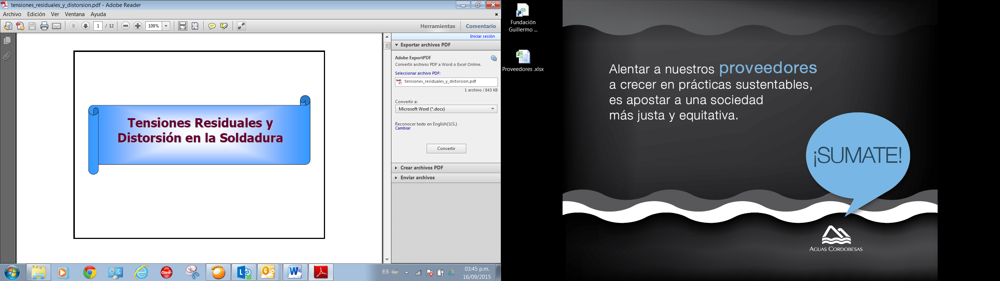 tensiones_residuales_y_distorsion.pdf - Adobe Reader
Archivo Edición Ver Ventana Ayuda
1 / 12 109% Herramientas Comentario
Iniciar sesión
Exportar archivos PDF
Adobe ExportPDF
Convertir archivos PDF a Word o Excel Online.
Seleccionar archivo PDF:
tensiones_residuales_y_distorsion.pdf
1 archivo / 843 KB
Convertir a:
Microsoft Word (*.docx)
Reconocer texto en English(U.S.)
Cambiar
Convertir
Crear archivos PDF
Enviar archivos
Tensiones Residuales y
Distorsión en la Soldadura
ES
03:45 p.m.
16/09/2015
Claro
Fundación
Guillermo ...
Proveedores .xlsx
Alentar a nuestros proveedores
a crecer en prácticas sustentables,
es apostar a una sociedad
más justa y equitativa.
¡SUMATE!
AGUAS CORDOBESAS